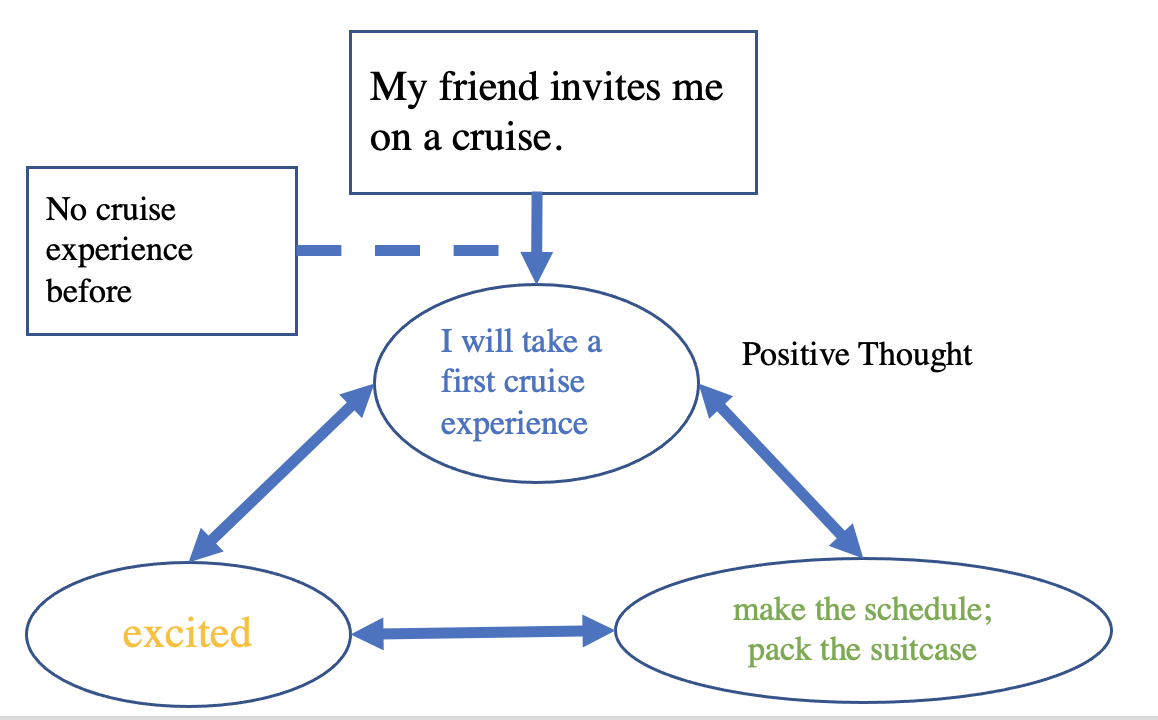 My friend invites me
on a cruise.
No cruise
experience
before
I will take a
first cruise
experience
Positive Thought
excited
make the schedule;
pack the suitcase